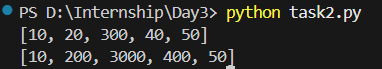 PS D:\Internship\Day3> python task2.py
[10, 20, 300, 40, 50]
[10, 200, 3000, 400, 50]